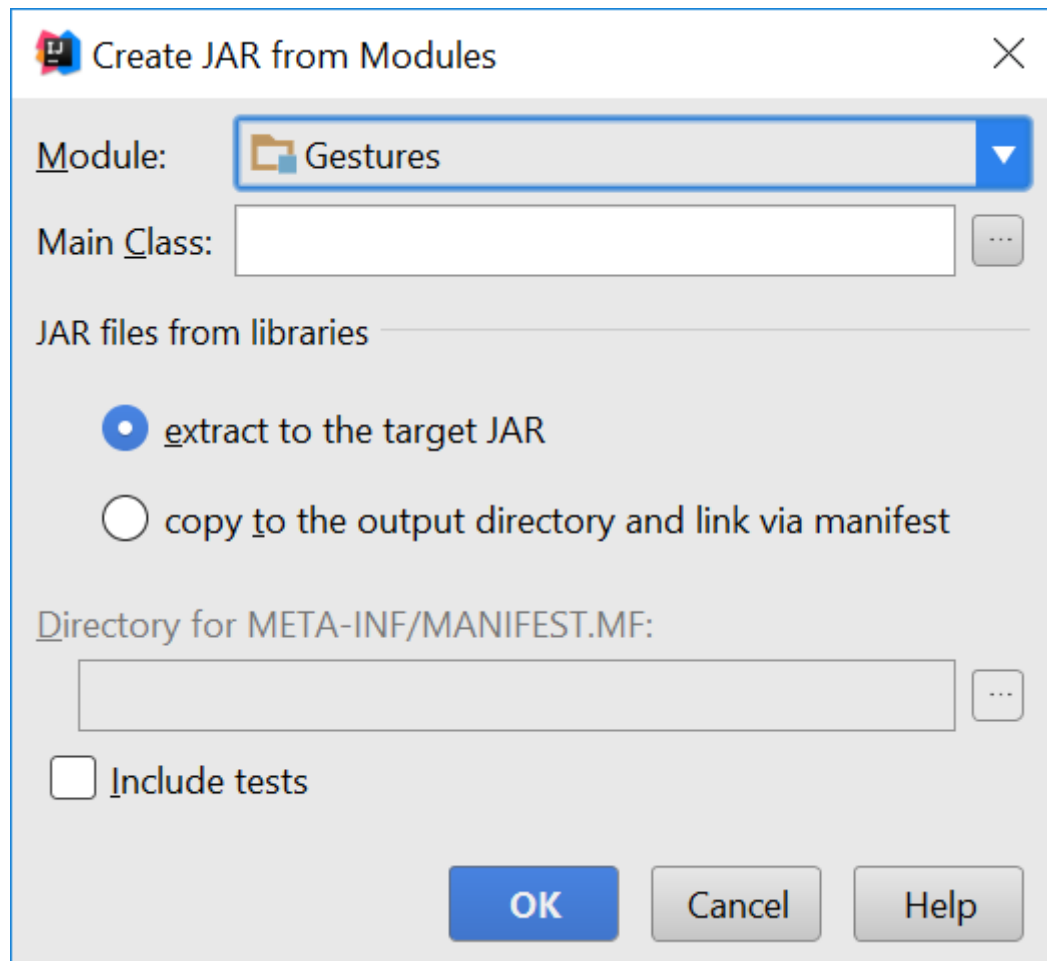 Create JAR from Modules
Module: Gestures
Main Class: ...
JAR files from libraries
extract to the target JAR
copy to the output directory and link via manifest
Directory for META-INF/MANIFEST.MF:
...
Include tests
OK Cancel Help